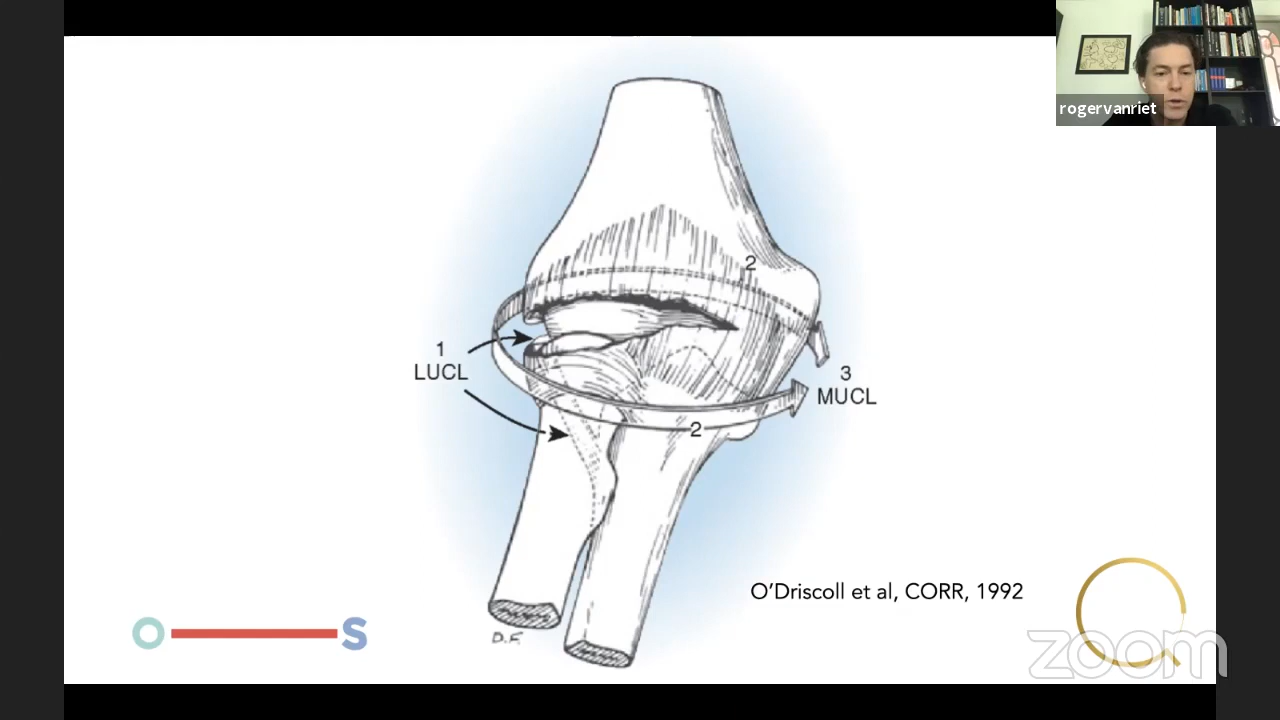 rogervanriet
2
1
LUCL
3
MUCL
2
O'Driscoll et al, CORR, 1992
D.F.
O S
zoom